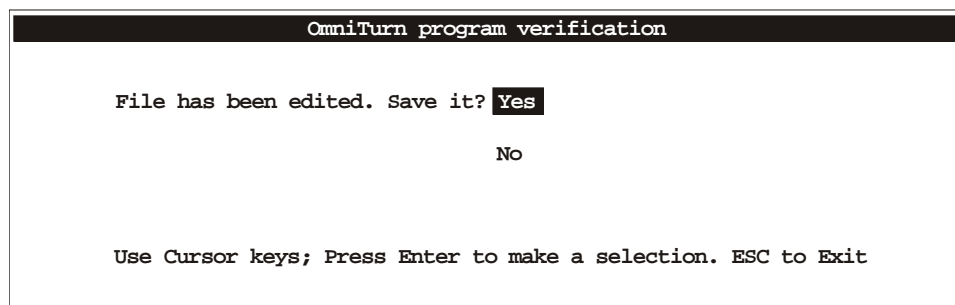 OmniTurn program verification
File has been edited. Save it? Yes
No
Use Cursor keys; Press Enter to make a selection. ESC to Exit